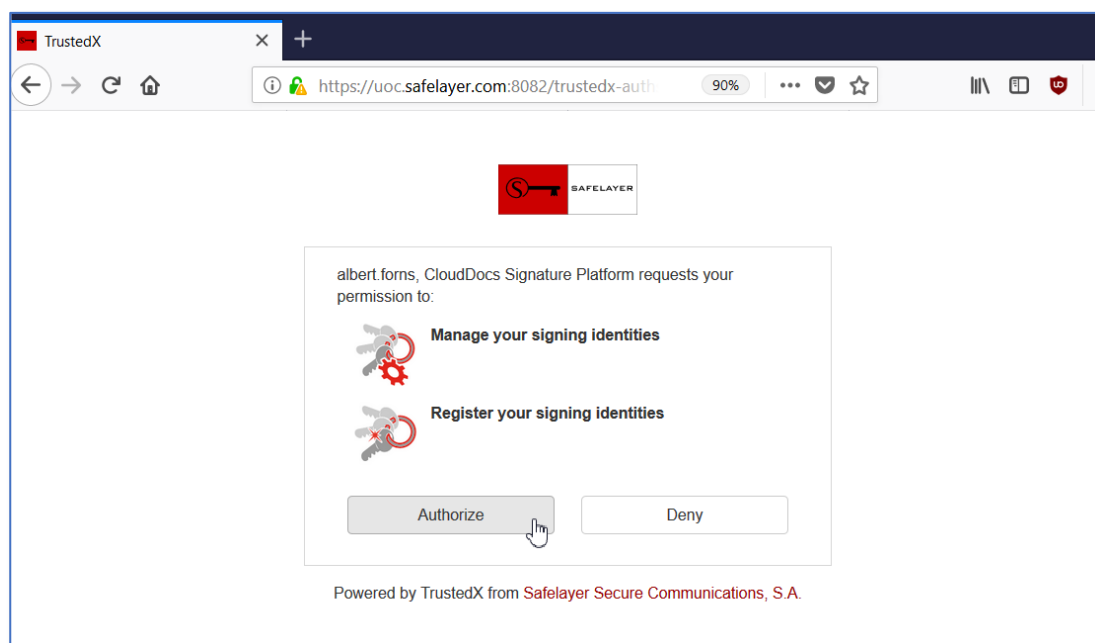 TrustedX
https://uoc.safelayer.com:8082/trustedx-auth
90%
S
SAFELAYER
albert.forns, CloudDocs Signature Platform requests your
permission to:
Manage your signing identities
Register your signing identities
Authorize
Deny
Powered by TrustedX from Safelayer Secure Communications, S.A.